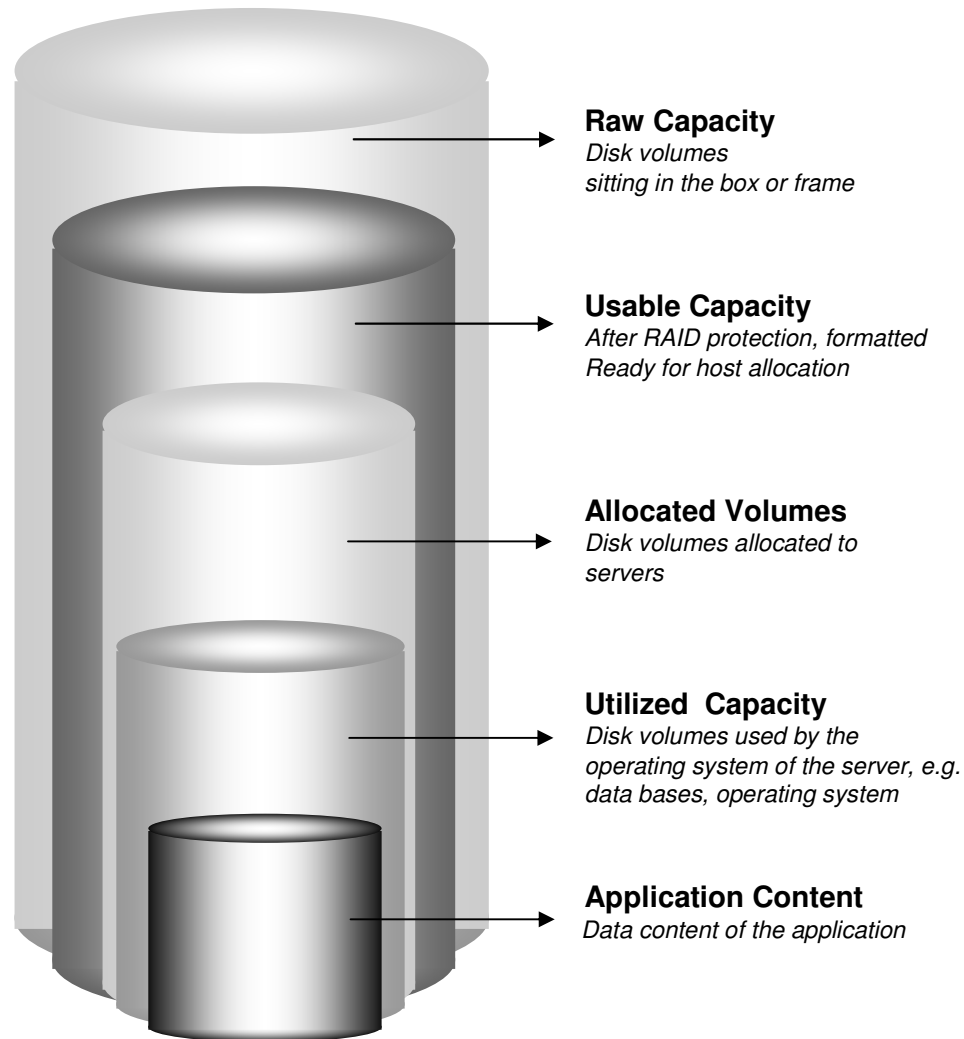 Raw Capacity
Disk volumes
sitting in the box or frame
Usable Capacity
After RAID protection, formatted
Ready for host allocation
Allocated Volumes
Disk volumes allocated to
servers
Utilized  Capacity
Disk volumes used by the
operating system of the server, e.g.
data bases, operating system
Application Content
Data content of the application